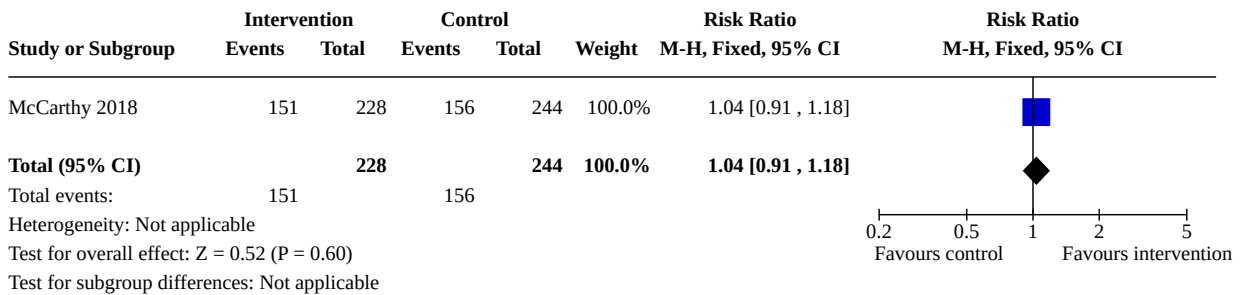 Intervention Control Risk Ratio Risk Ratio
Study or Subgroup Events Total Events Total Weight M-H, Fixed, 95% CI M-H, Fixed, 95% CI
McCarthy 2018 151 228 156 244 100.0% 1.04 [0.91 , 1.18]
Total (95% CI) 228 244 100.0% 1.04 [0.91 , 1.18]
Total events: 151 156
Heterogeneity: Not applicable
0.2 0.5 1 2 5
Test for overall effect: Z = 0.52 (P = 0.60) Favours control Favours intervention
Test for subgroup differences: Not applicable